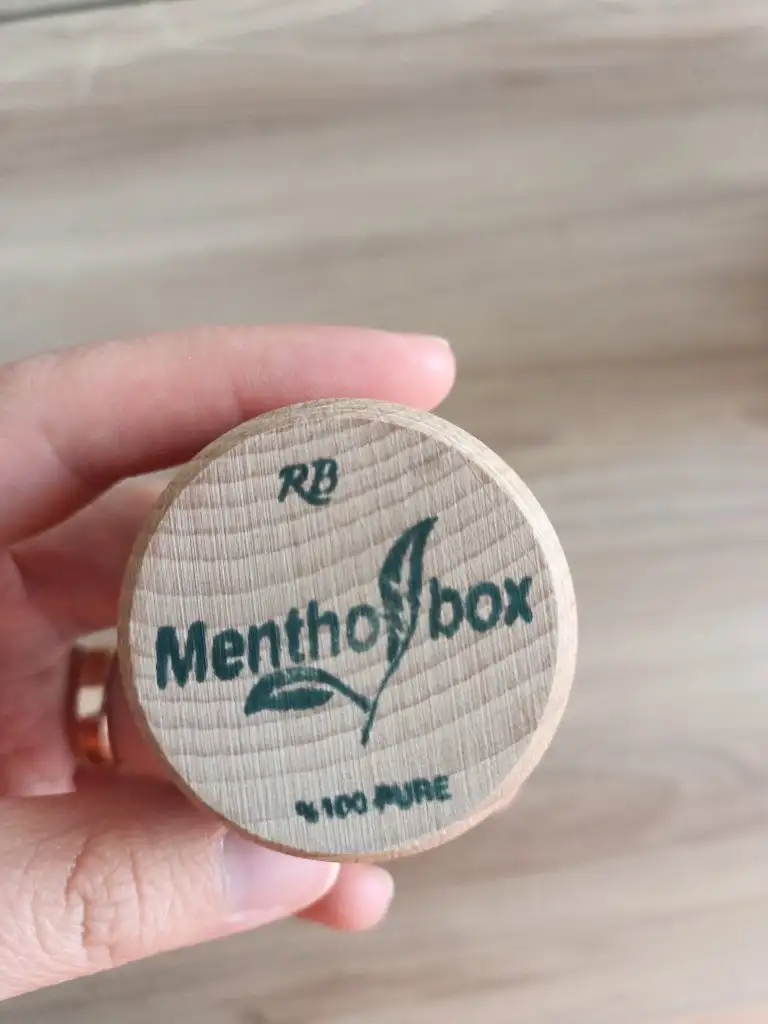 RB
Menthol box
%100 PURE